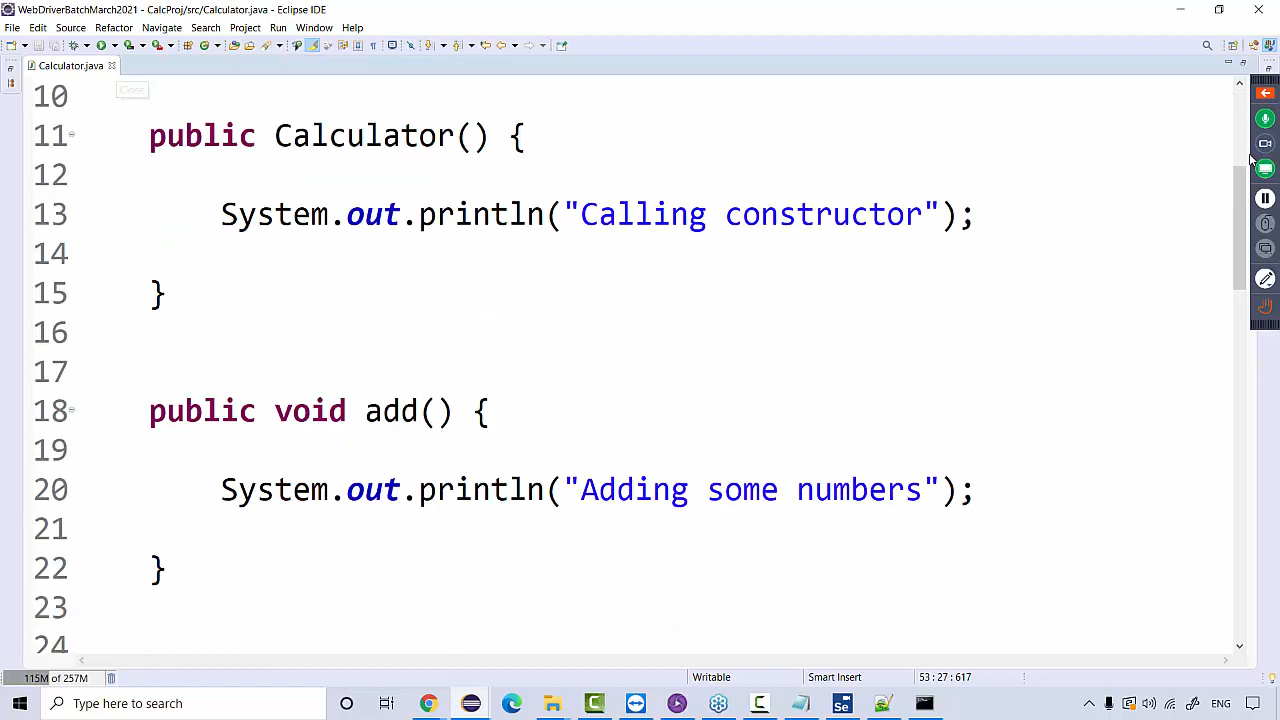 WebDriverBatchMarch2021 - CalcProj/src/Calculator.java - Eclipse IDE
File Edit Source Refactor Navigate Search Project Run Window Help
Calculator.java
Close
10
11 public Calculator() {
12
13 System.out.println("Calling constructor");
14
15 }
16
17
18 public void add() {
19
20 System.out.println("Adding some numbers");
21
22 }
23
24
115M of 257M Writable Smart Insert 53 : 27 : 617
Type here to search Se ENG